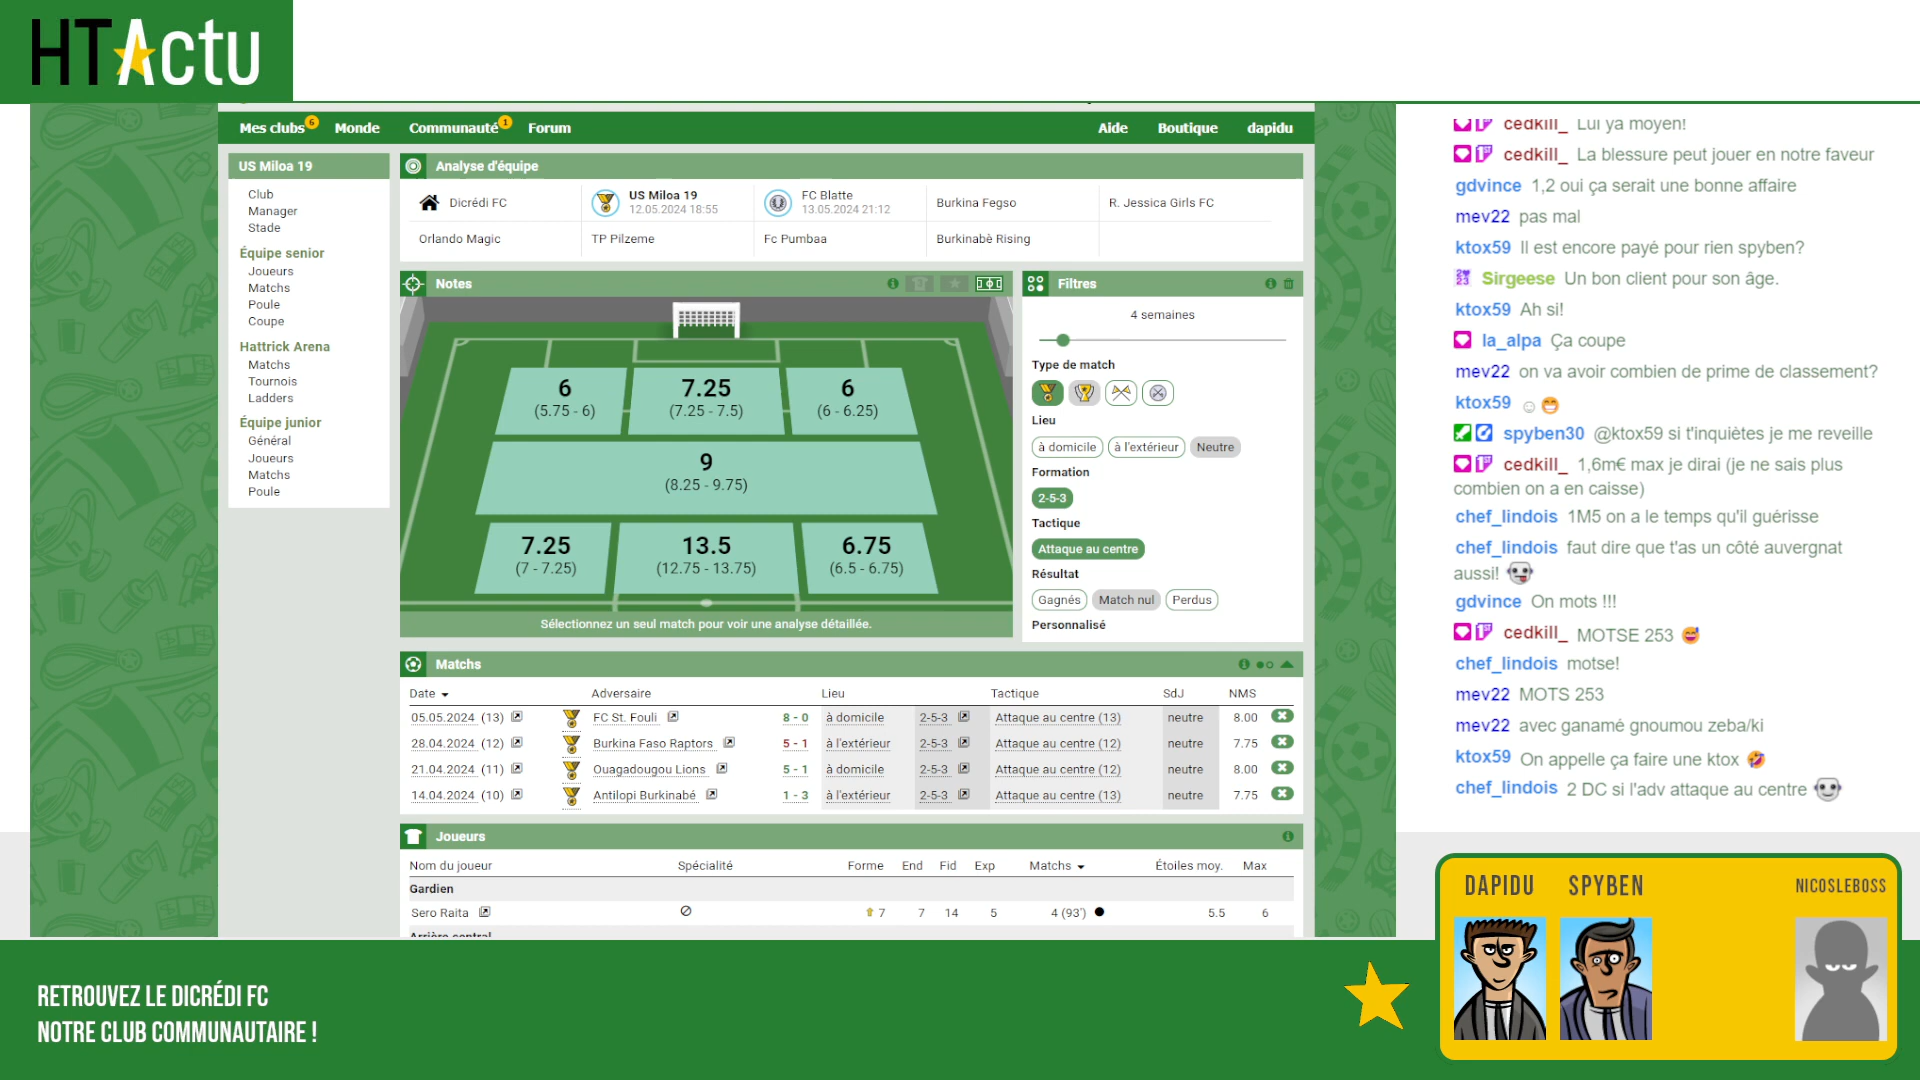 HTActu
Mes clubs 6 Monde Communauté 1 Forum Aide Boutique dapidu
US Miloa 19
Club
Manager
Stade
Équipe senior
Joueurs
Matchs
Poule
Coupe
Hattrick Arena
Matchs
Tournois
Ladders
Équipe junior
Général
Joueurs
Matchs
Poule
Analyse d'équipe
Dicrédi FC
US Miloa 19
12.05.2024 18:55
FC Blatte
13.05.2024 21:12
Burkina Fegso
R. Jessica Girls FC
Orlando Magic
TP Pilzeme
Fc Pumbaa
Burkinabè Rising
Notes
6 7.25 6
(5.75 - 6) (7.25 - 7.5) (6 - 6.25)
9
(8.25 - 9.75)
7.25 13.5 6.75
(7 - 7.25) (12.75 - 13.75) (6.5 - 6.75)
Sélectionnez un seul match pour voir une analyse détaillée.
Filtres
4 semaines
Type de match
Lieu
à domicile à l'extérieur Neutre
Formation
2-5-3
Tactique
Attaque au centre
Résultat
Gagnés Match nul Perdus
Personnalisé
Matchs
Date Adversaire Lieu Tactique SdJ NMS
05.05.2024 (13) FC St. Fouli 8 - 0 à domicile 2-5-3 Attaque au centre (13) neutre 8.00
28.04.2024 (12) Burkina Faso Raptors 5 - 1 à l'extérieur 2-5-3 Attaque au centre (12) neutre 7.75
21.04.2024 (11) Ouagadougou Lions 5 - 1 à domicile 2-5-3 Attaque au centre (12) neutre 8.00
14.04.2024 (10) Antilopi Burkinabé 1 - 3 à l'extérieur 2-5-3 Attaque au centre (13) neutre 7.75
Joueurs
Nom du joueur Spécialité Forme End Fid Exp Matchs Étoiles moy. Max
Gardien
Sero Raita 7 7 14 5 4 (93') 5.5 6
Arrière central
cedkill_ Lui ya moyen!
cedkill_ La blessure peut jouer en notre faveur
gdvince 1,2 oui ça serait une bonne affaire
mev22 pas mal
ktox59 Il est encore payé pour rien spyben?
Sirgeese Un bon client pour son âge.
ktox59 Ah si!
la_alpa Ça coupe
mev22 on va avoir combien de prime de classement?
ktox59
spyben30 @ktox59 si t'inquiètes je me reveille
cedkill_ 1,6m€ max je dirai (je ne sais plus
combien on a en caisse)
chef_lindois 1M5 on a le temps qu'il guérisse
chef_lindois faut dire que t'as un côté auvergnat
aussi!
gdvince On mots !!!
cedkill_ MOTSE 253
chef_lindois motse!
mev22 MOTS 253
mev22 avec ganamé gnoumou zeba/ki
ktox59 On appelle ça faire une ktox
chef_lindois 2 DC si l'adv attaque au centre
DAPIDU SPYBEN NICOSLEBOSS
RETROUVEZ LE DICRÉDI FC
NOTRE CLUB COMMUNAUTAIRE !